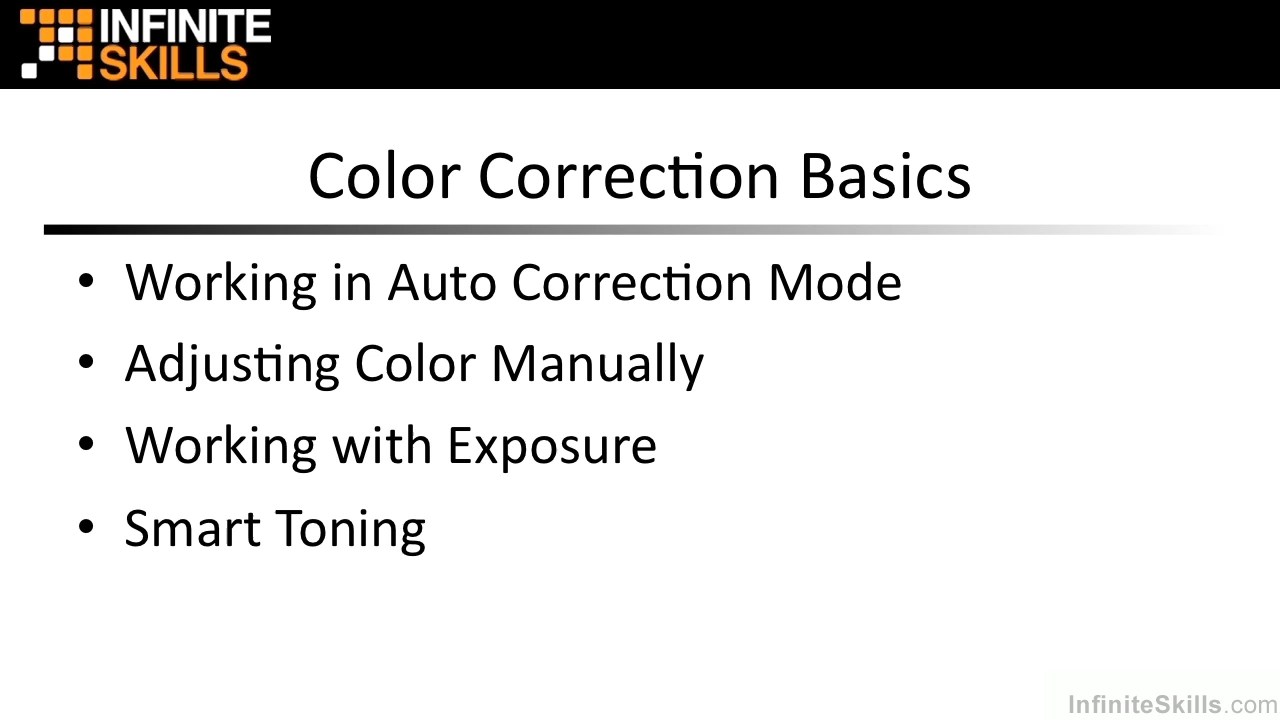 INFINITE
SKILLS
Color Correction Basics
• Working in Auto Correction Mode
• Adjusting Color Manually
• Working with Exposure
• Smart Toning
InfiniteSkills.com